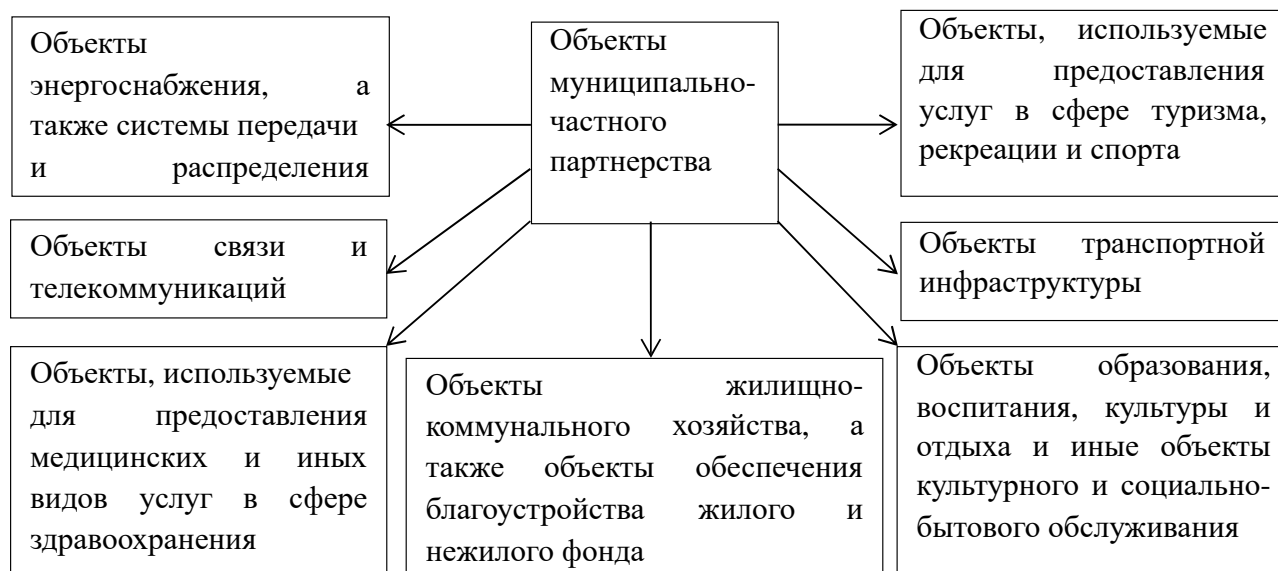 Объекты
муниципально-
частного
партнерства
Объекты
энергоснабжения, а
также системы передачи
и распределения
Объекты, используемые
для предоставления
услуг в сфере туризма,
рекреации и спорта
Объекты связи и
телекоммуникаций
Объекты транспортной
инфраструктуры
Объекты, используемые
для предоставления
медицинских и иных
видов услуг в сфере
здравоохранения
Объекты жилищно-
коммунального хозяйства, а
также объекты обеспечения
благоустройства жилого и
нежилого фонда
Объекты образования,
воспитания, культуры и
отдыха и иные объекты
культурного и социально-
бытового обслуживания